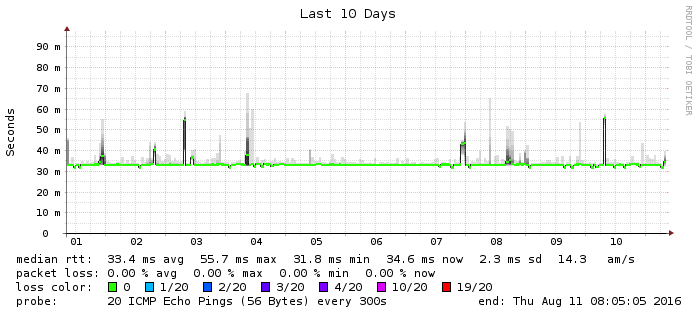 Last 10 Days
RRDTOOL / TOBI OETIKER
Seconds
90 m
80 m
70 m
60 m
50 m
40 m
30 m
20 m
10 m
0
01 02 03 04 05 06 07 08 09 10
median rtt: 33.4 ms avg 55.7 ms max 31.8 ms min 34.6 ms now 2.3 ms sd 14.3 am/s
packet loss: 0.00 % avg 0.00 % max 0.00 % min 0.00 % now
loss color: 0 1/20 2/20 3/20 4/20 10/20 19/20
probe: 20 ICMP Echo Pings (56 Bytes) every 300s end: Thu Aug 11 08:05:05 2016